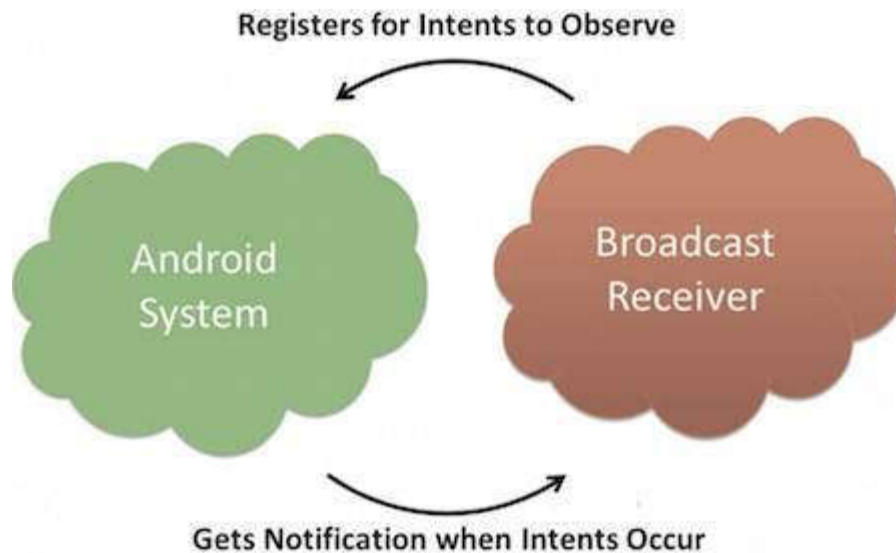 Registers for Intents to Observe
Android
System
Broadcast
Receiver
Gets Notification when Intents Occur